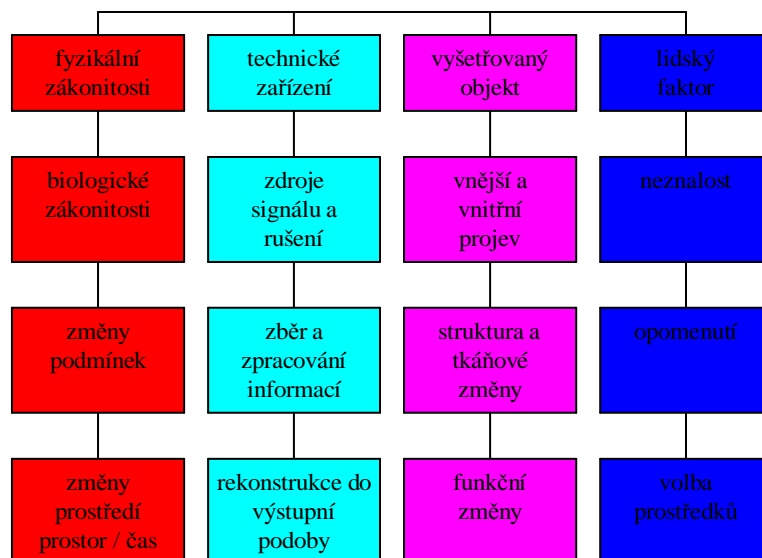 fyzikální
zákonitosti
technické
zařízení
vyšetřovaný
objekt
lidský
faktor
biologické
zákonitosti
zdroje
signálu a
rušení
vnější a
vnitřní
projev
neznalost
změny
podmínek
zběr a
zpracování
informací
struktura a
tkáňové
změny
opomenutí
změny
prostředí
prostor / čas
rekonstrukce do
výstupní
podoby
funkční
změny
volba
prostředků